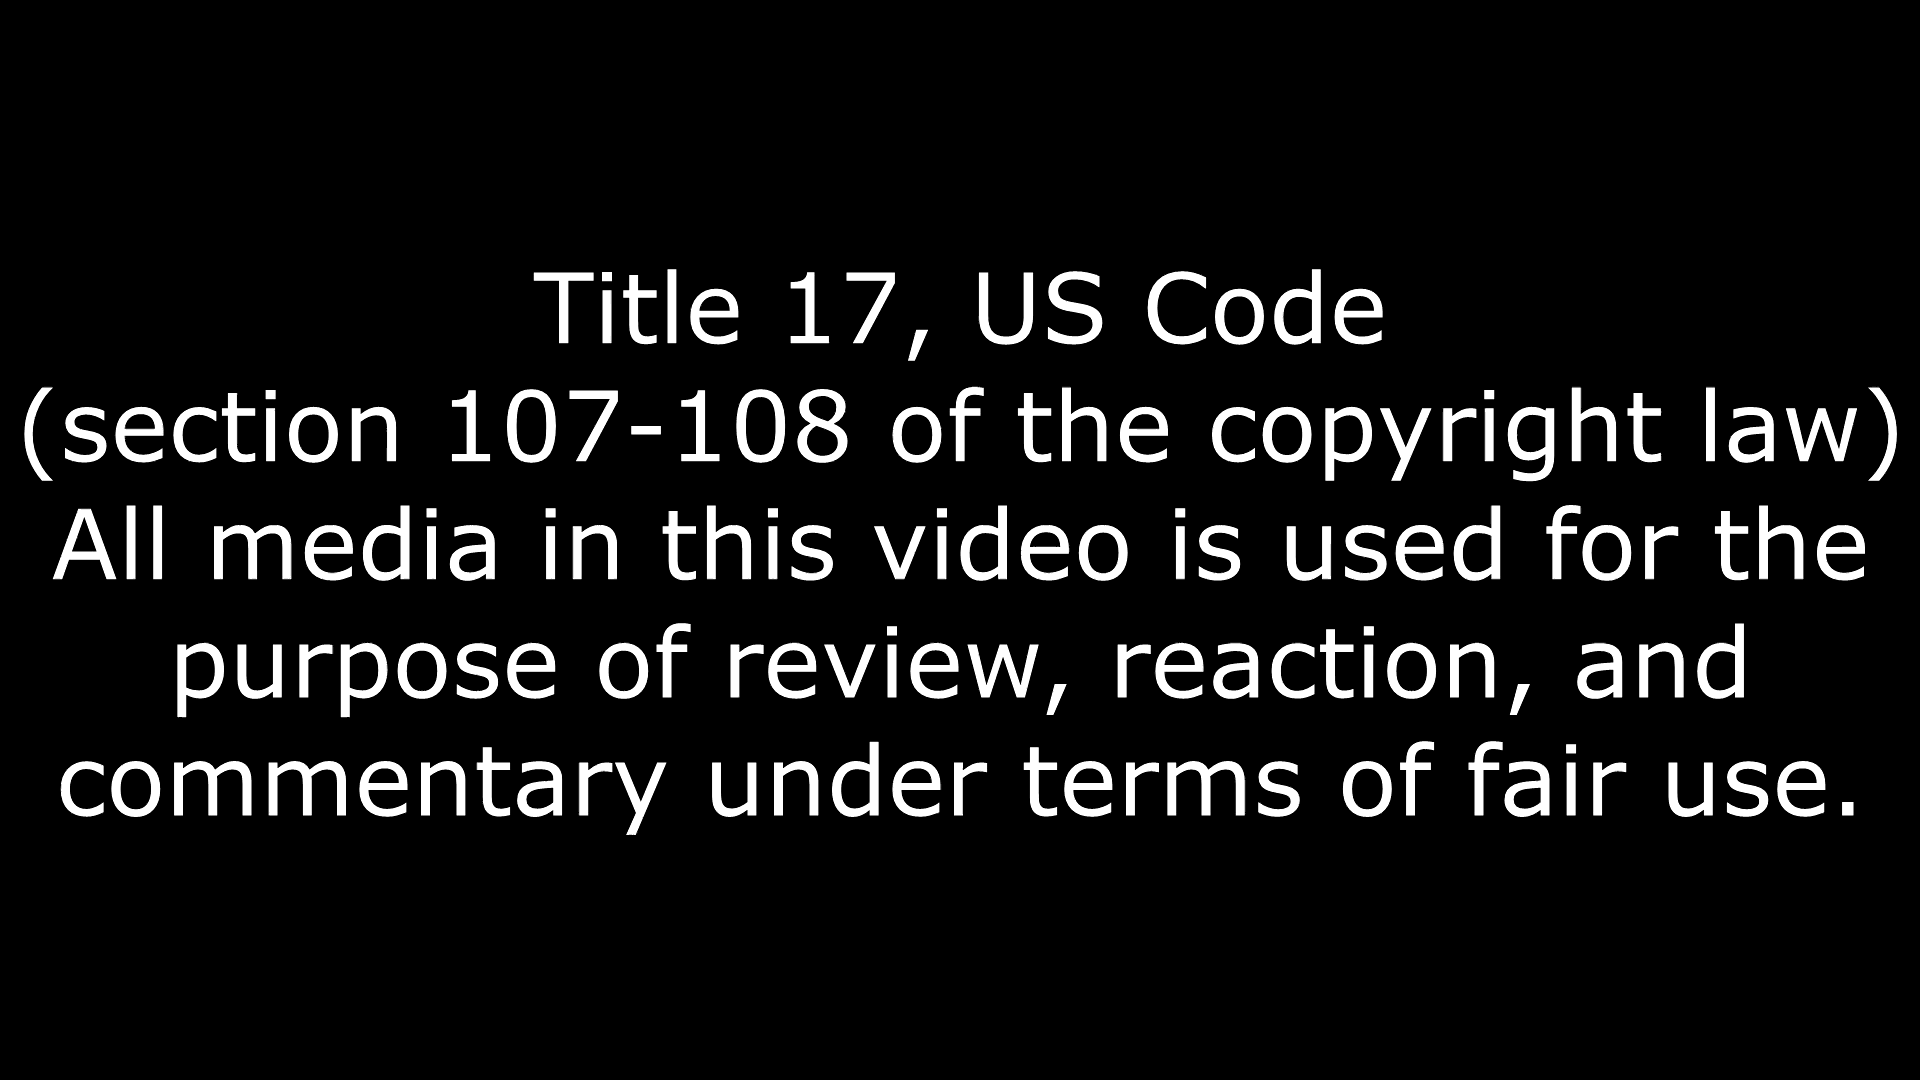 Title 17, US Code
(section 107-108 of the copyright law)
All media in this video is used for the
purpose of review, reaction, and
commentary under terms of fair use.